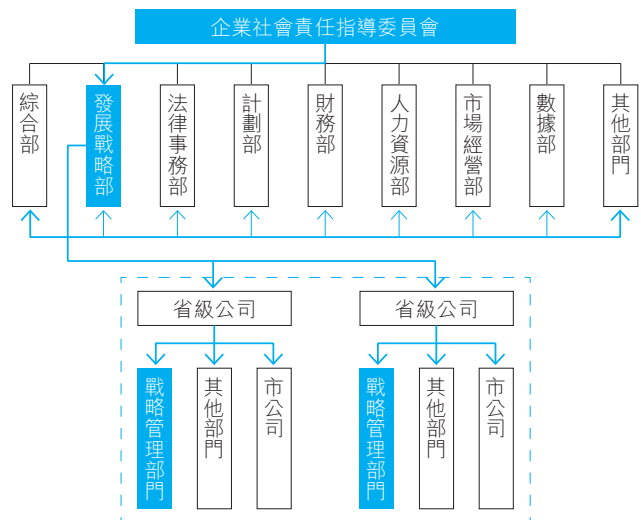 企業社會責任指導委員會
綜合部
發展戰略部
法律事務部
計劃部
財務部
人力資源部
市場經營部
數據部
其他部門
省級公司
省級公司
戰略管理部門
其他部門
市公司
戰略管理部門
其他部門
市公司